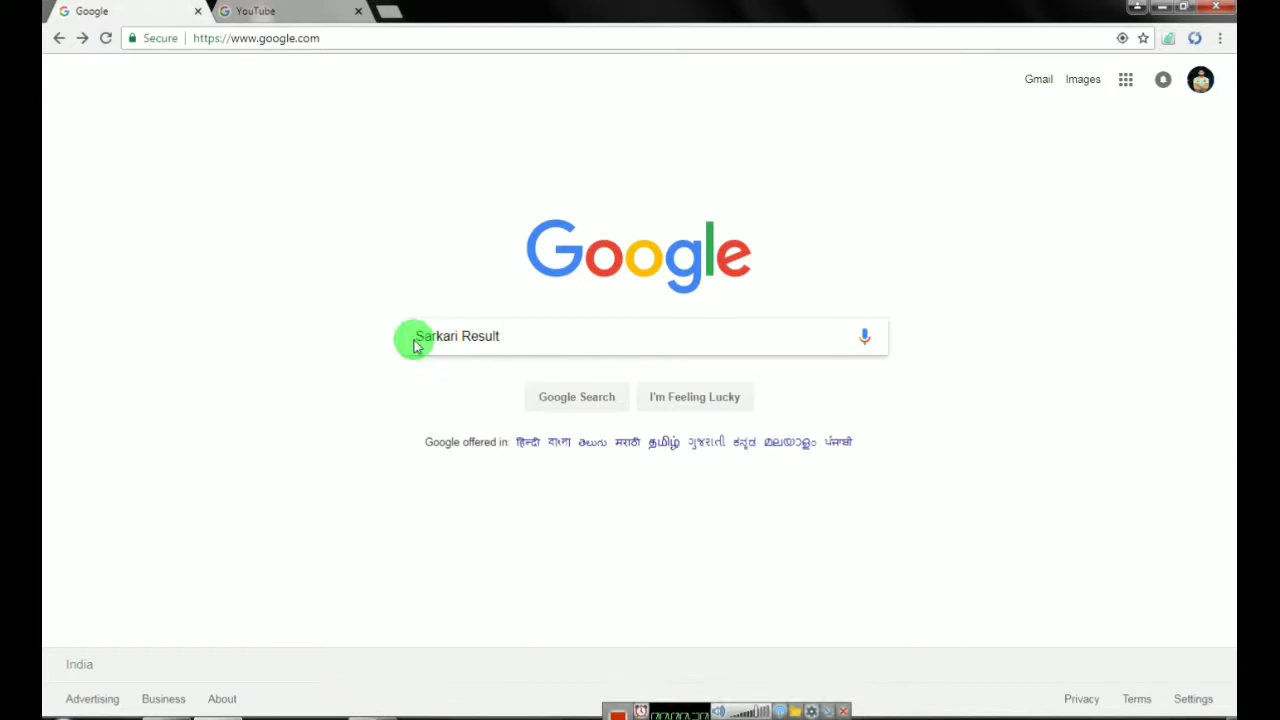 Google
YouTube
Secure
https://www.google.com
Gmail Images
Google
Sarkari Result
Google Search
I'm Feeling Lucky
Google offered in: हिन्दी বাংলা తెలుగు मराठी தமிழ் ગુજરાતી ಕನ್ನಡ മലയാളം ਪੰਜਾਬੀ
India
Advertising Business About
Privacy Terms Settings